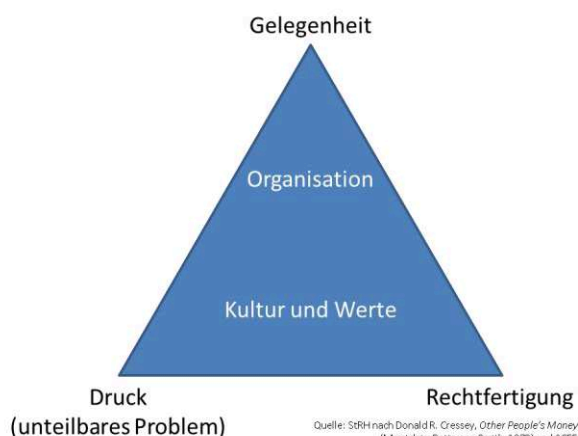 Gelegenheit
Organisation
Kultur und Werte
Druck
(unteilbares Problem)
Rechtfertigung
Quelle: StRH nach Donald R. Cressey, Other People's Money